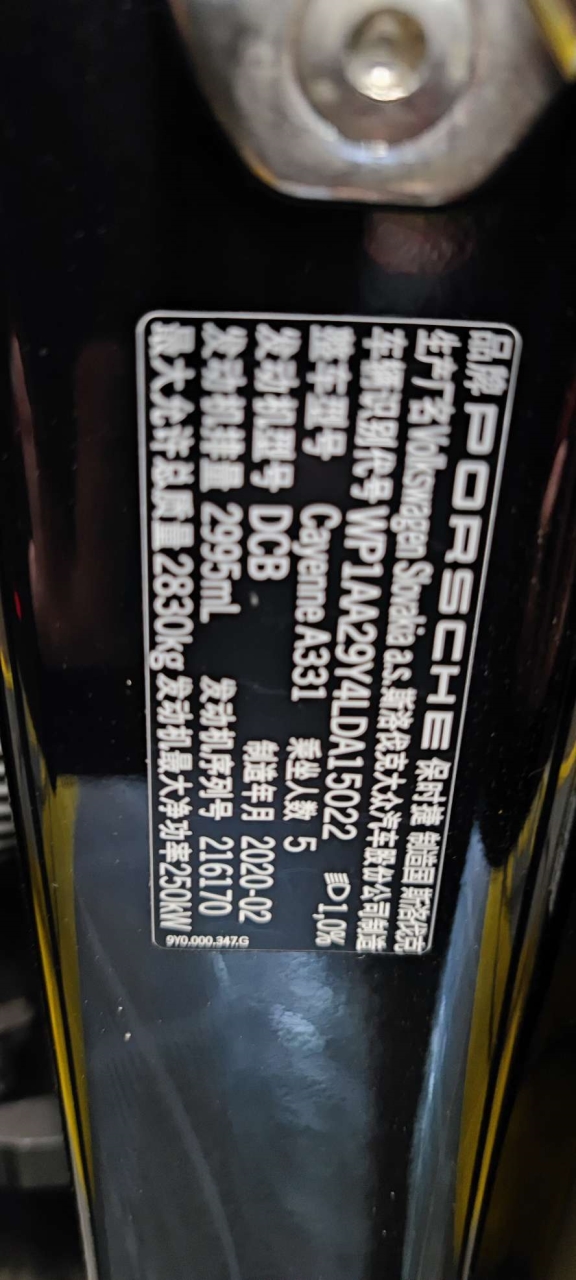 品牌 PORSCHE 保时捷 制造国 斯洛伐克
生产厂名 Volkswagen Slovakia a.s. 斯洛伐克大众汽车股份公司制造
车辆识别代号 WP1AA29Y4LDA15022
整车型号 Cayenne A331 乘坐人数 5 1,0%
发动机型号 DCB 制造年月 2020-02
发动机排量 2995mL 发动机序列号 216170
最大允许总质量 2830kg 发动机最大净功率250kW
9Y0.000.347.G